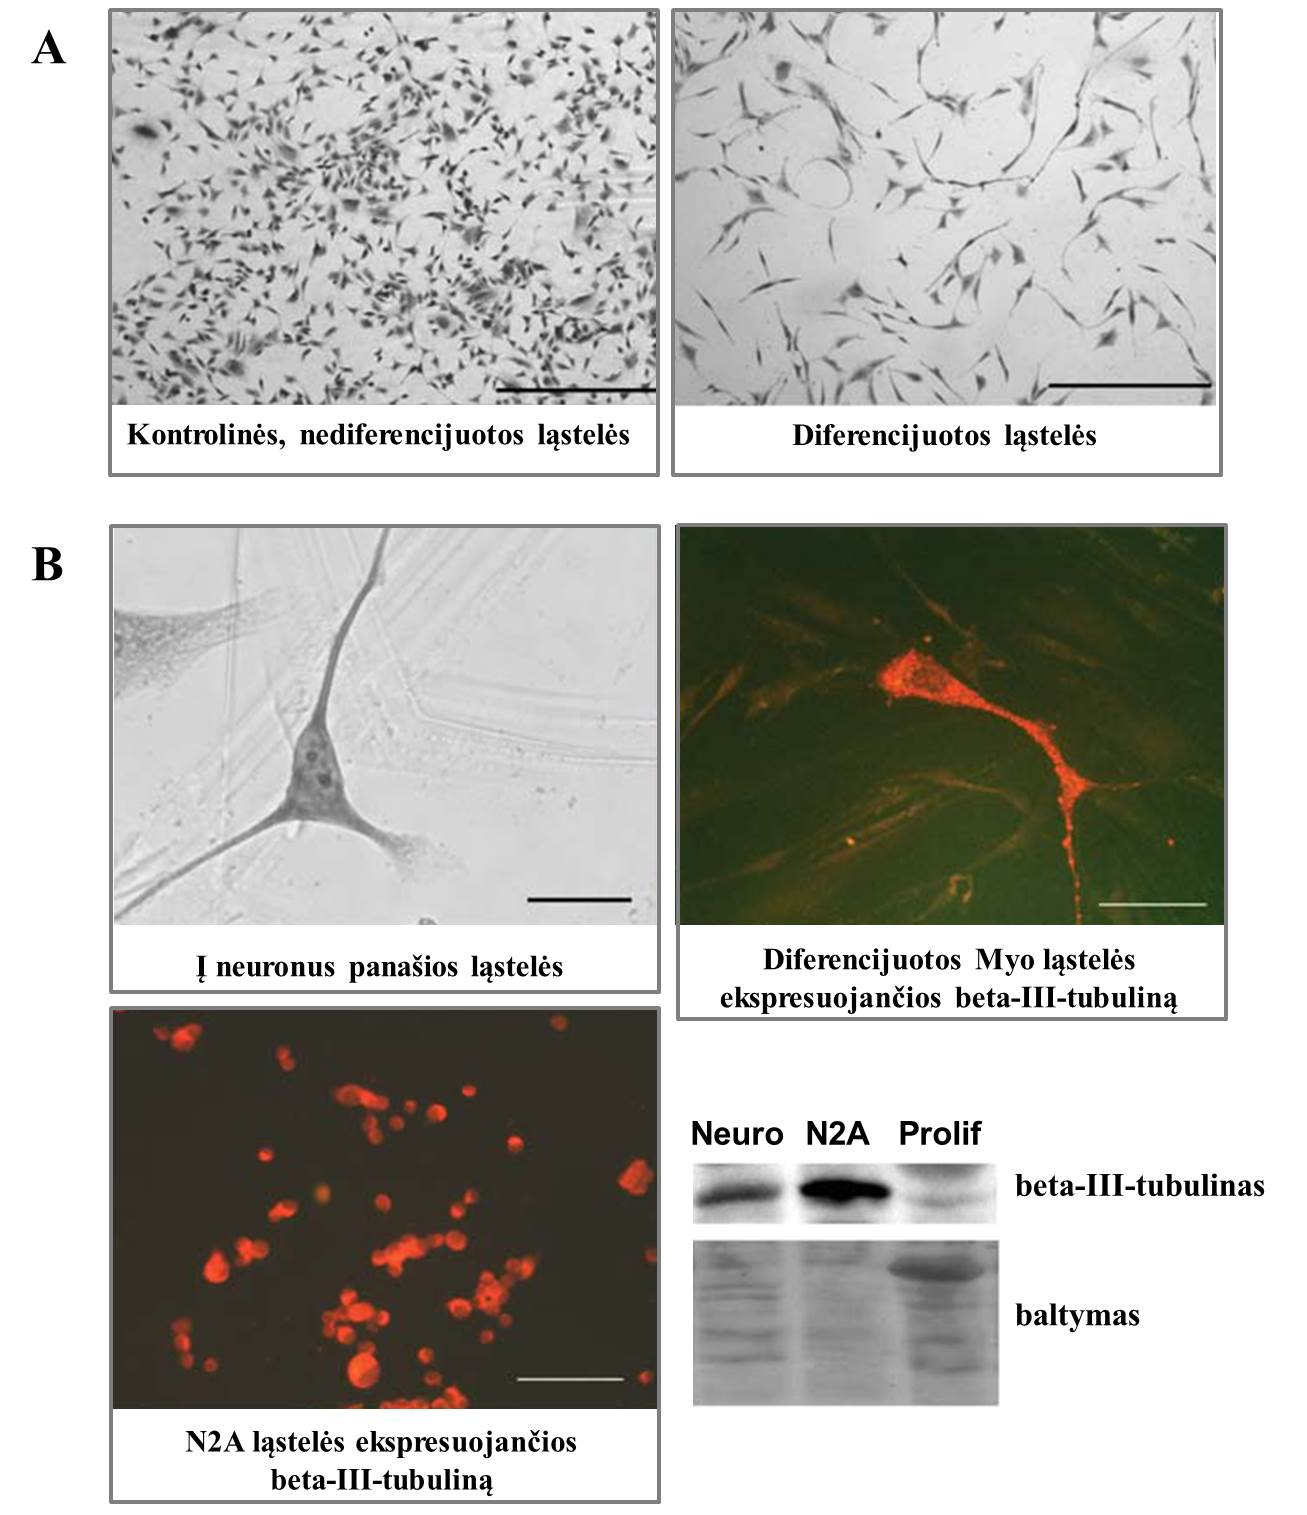 A
Kontrolinės, nediferencijuotos ląstelės
Diferencijuotos ląstelės
B
Į neuronus panašios ląstelės
Diferencijuotos Myo ląstelės
ekspresuojančios beta-III-tubuliną
N2A ląstelės ekspresuojančios
beta-III-tubuliną
Neuro N2A Prolif
beta-III-tubulinas
baltymas